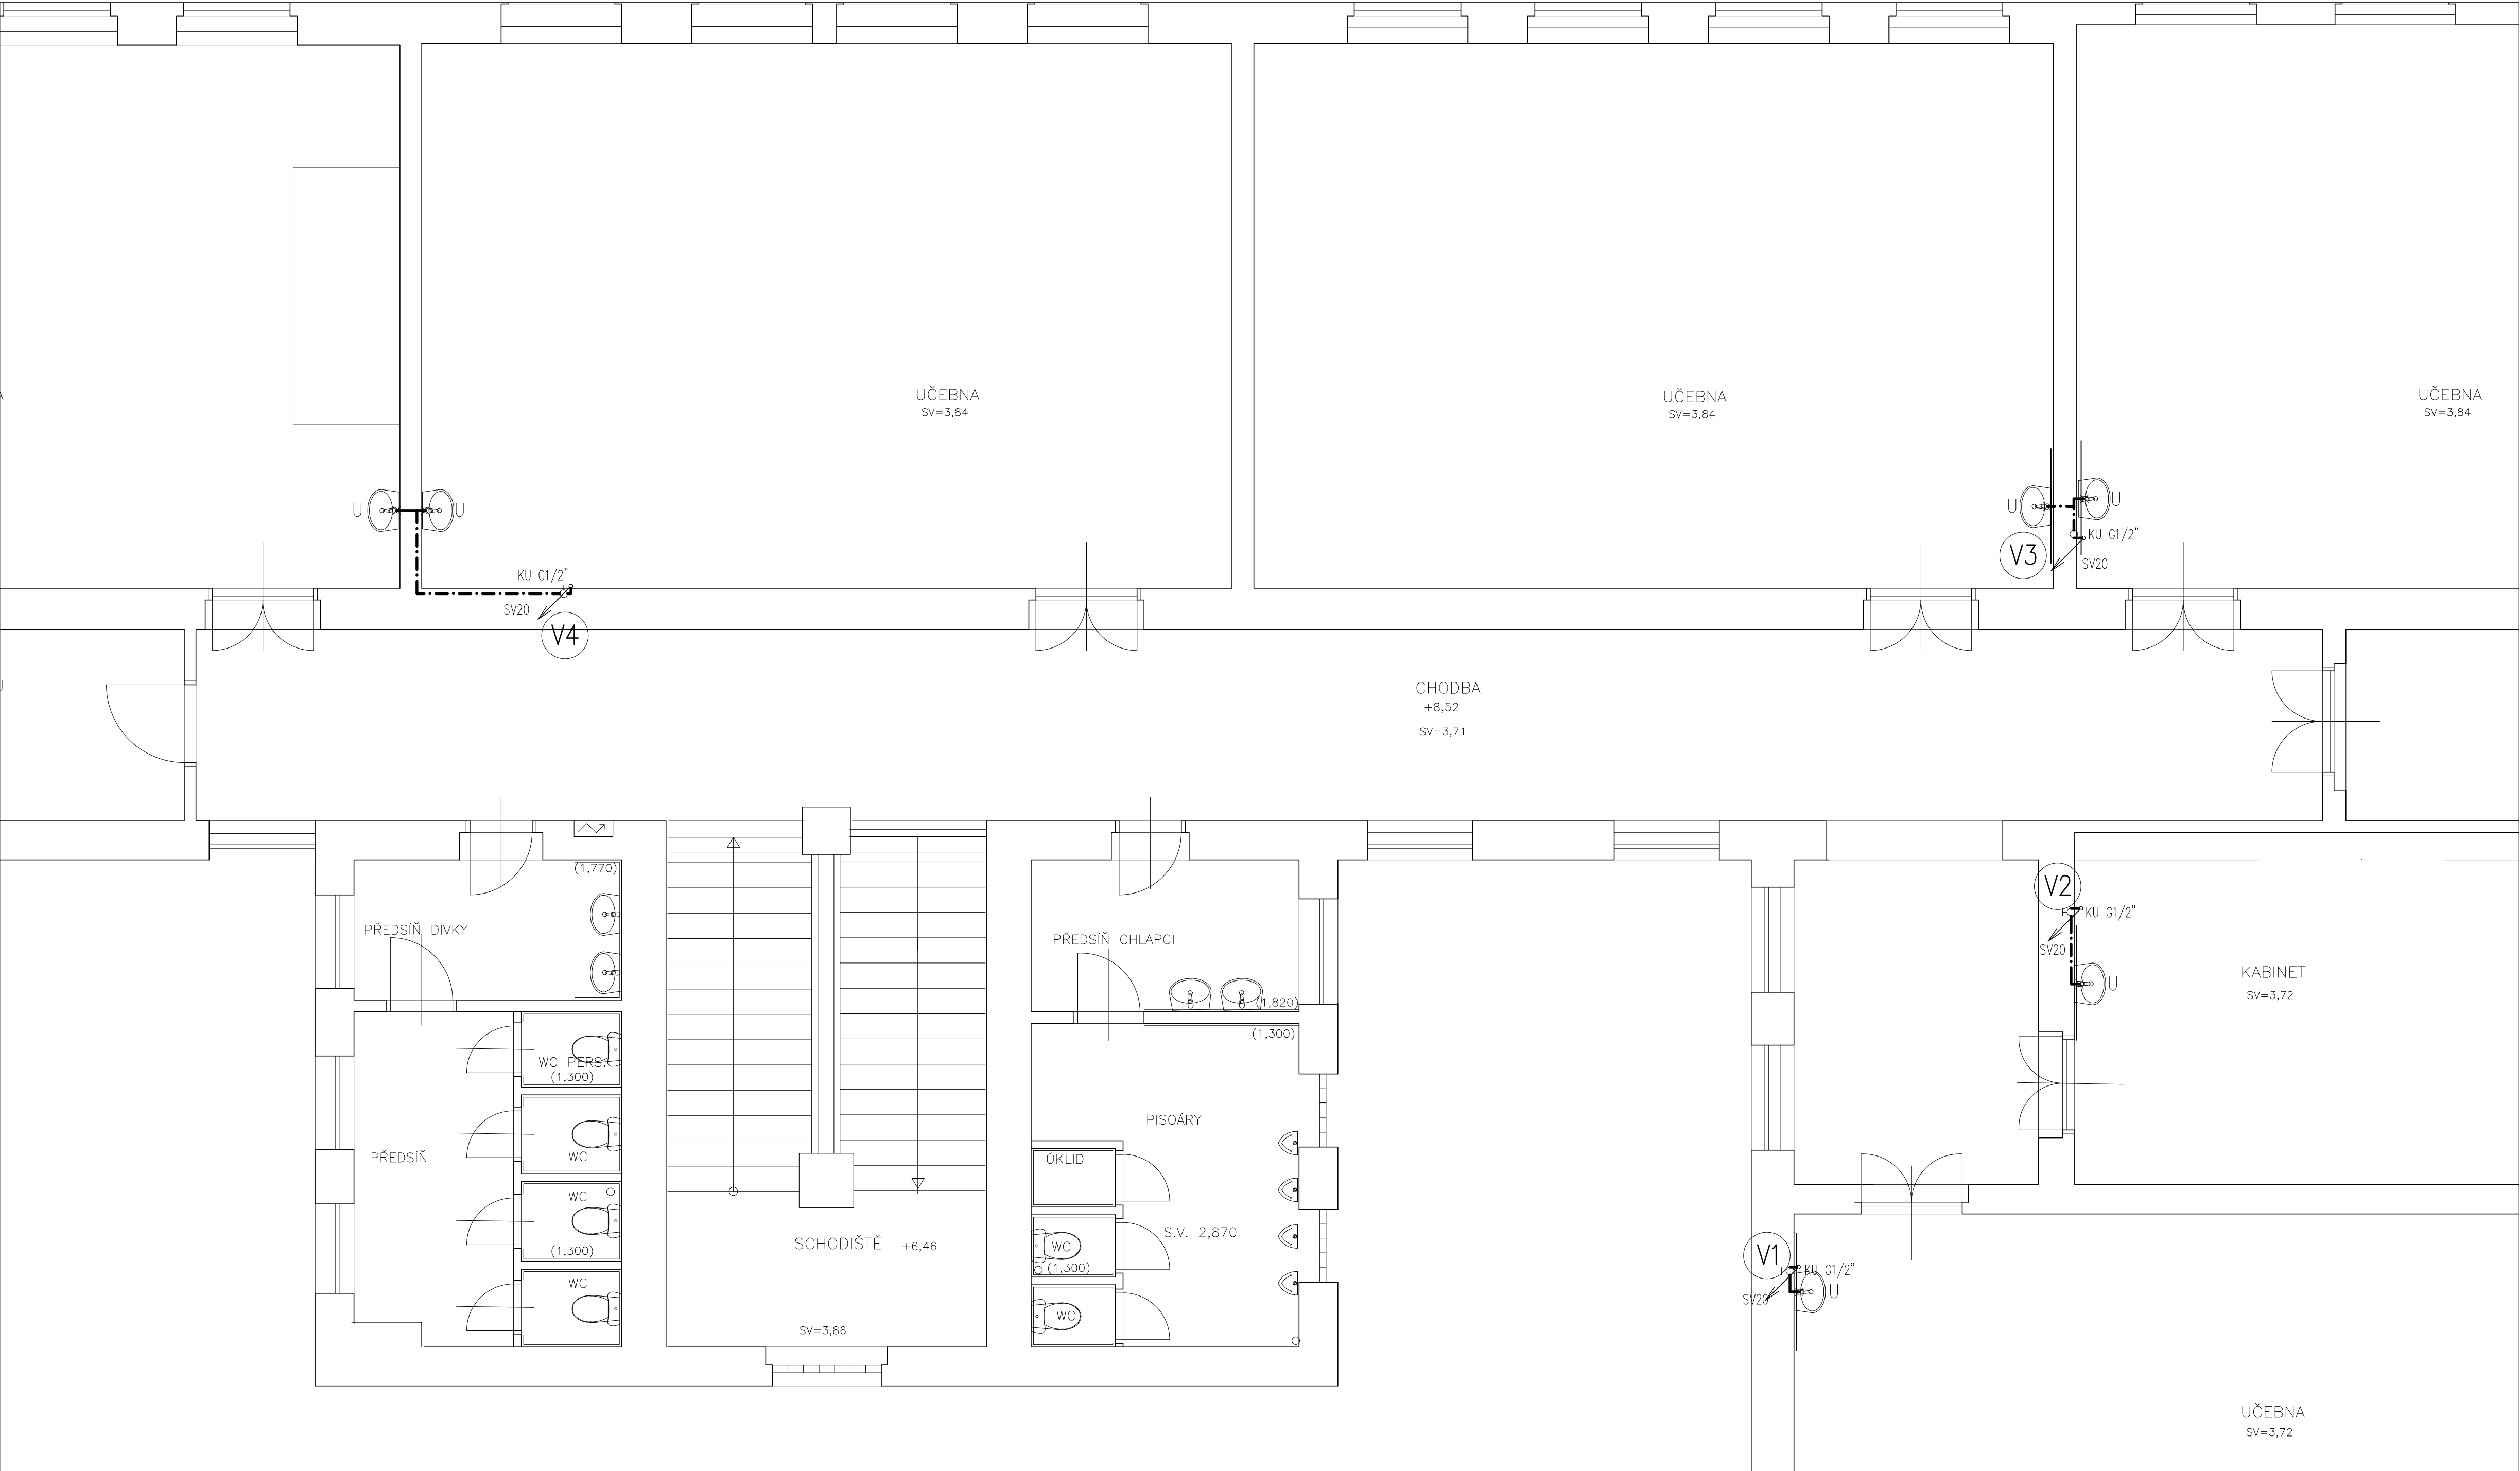 UČEBNA
SV=3,84
UČEBNA
SV=3,84
UČEBNA
SV=3,84
U
U
KU G1/2"
SV20
V4
U
U
KU G1/2"
V3
SV20
CHODBA
+8,52
SV=3,71
(1,770)
PŘEDSÍŇ DÍVKY
WC PERS.
(1,300)
PŘEDSÍŇ
WC
WC
(1,300)
WC
SCHODIŠTĚ +6,46
SV=3,86
PŘEDSÍŇ CHLAPCI
(1,820)
(1,300)
PISOÁRY
ÚKLID
S.V. 2,870
WC
(1,300)
WC
V2
KU G1/2"
SV20
U
KABINET
SV=3,72
V1
KU G1/2"
SV20
U
UČEBNA
SV=3,72